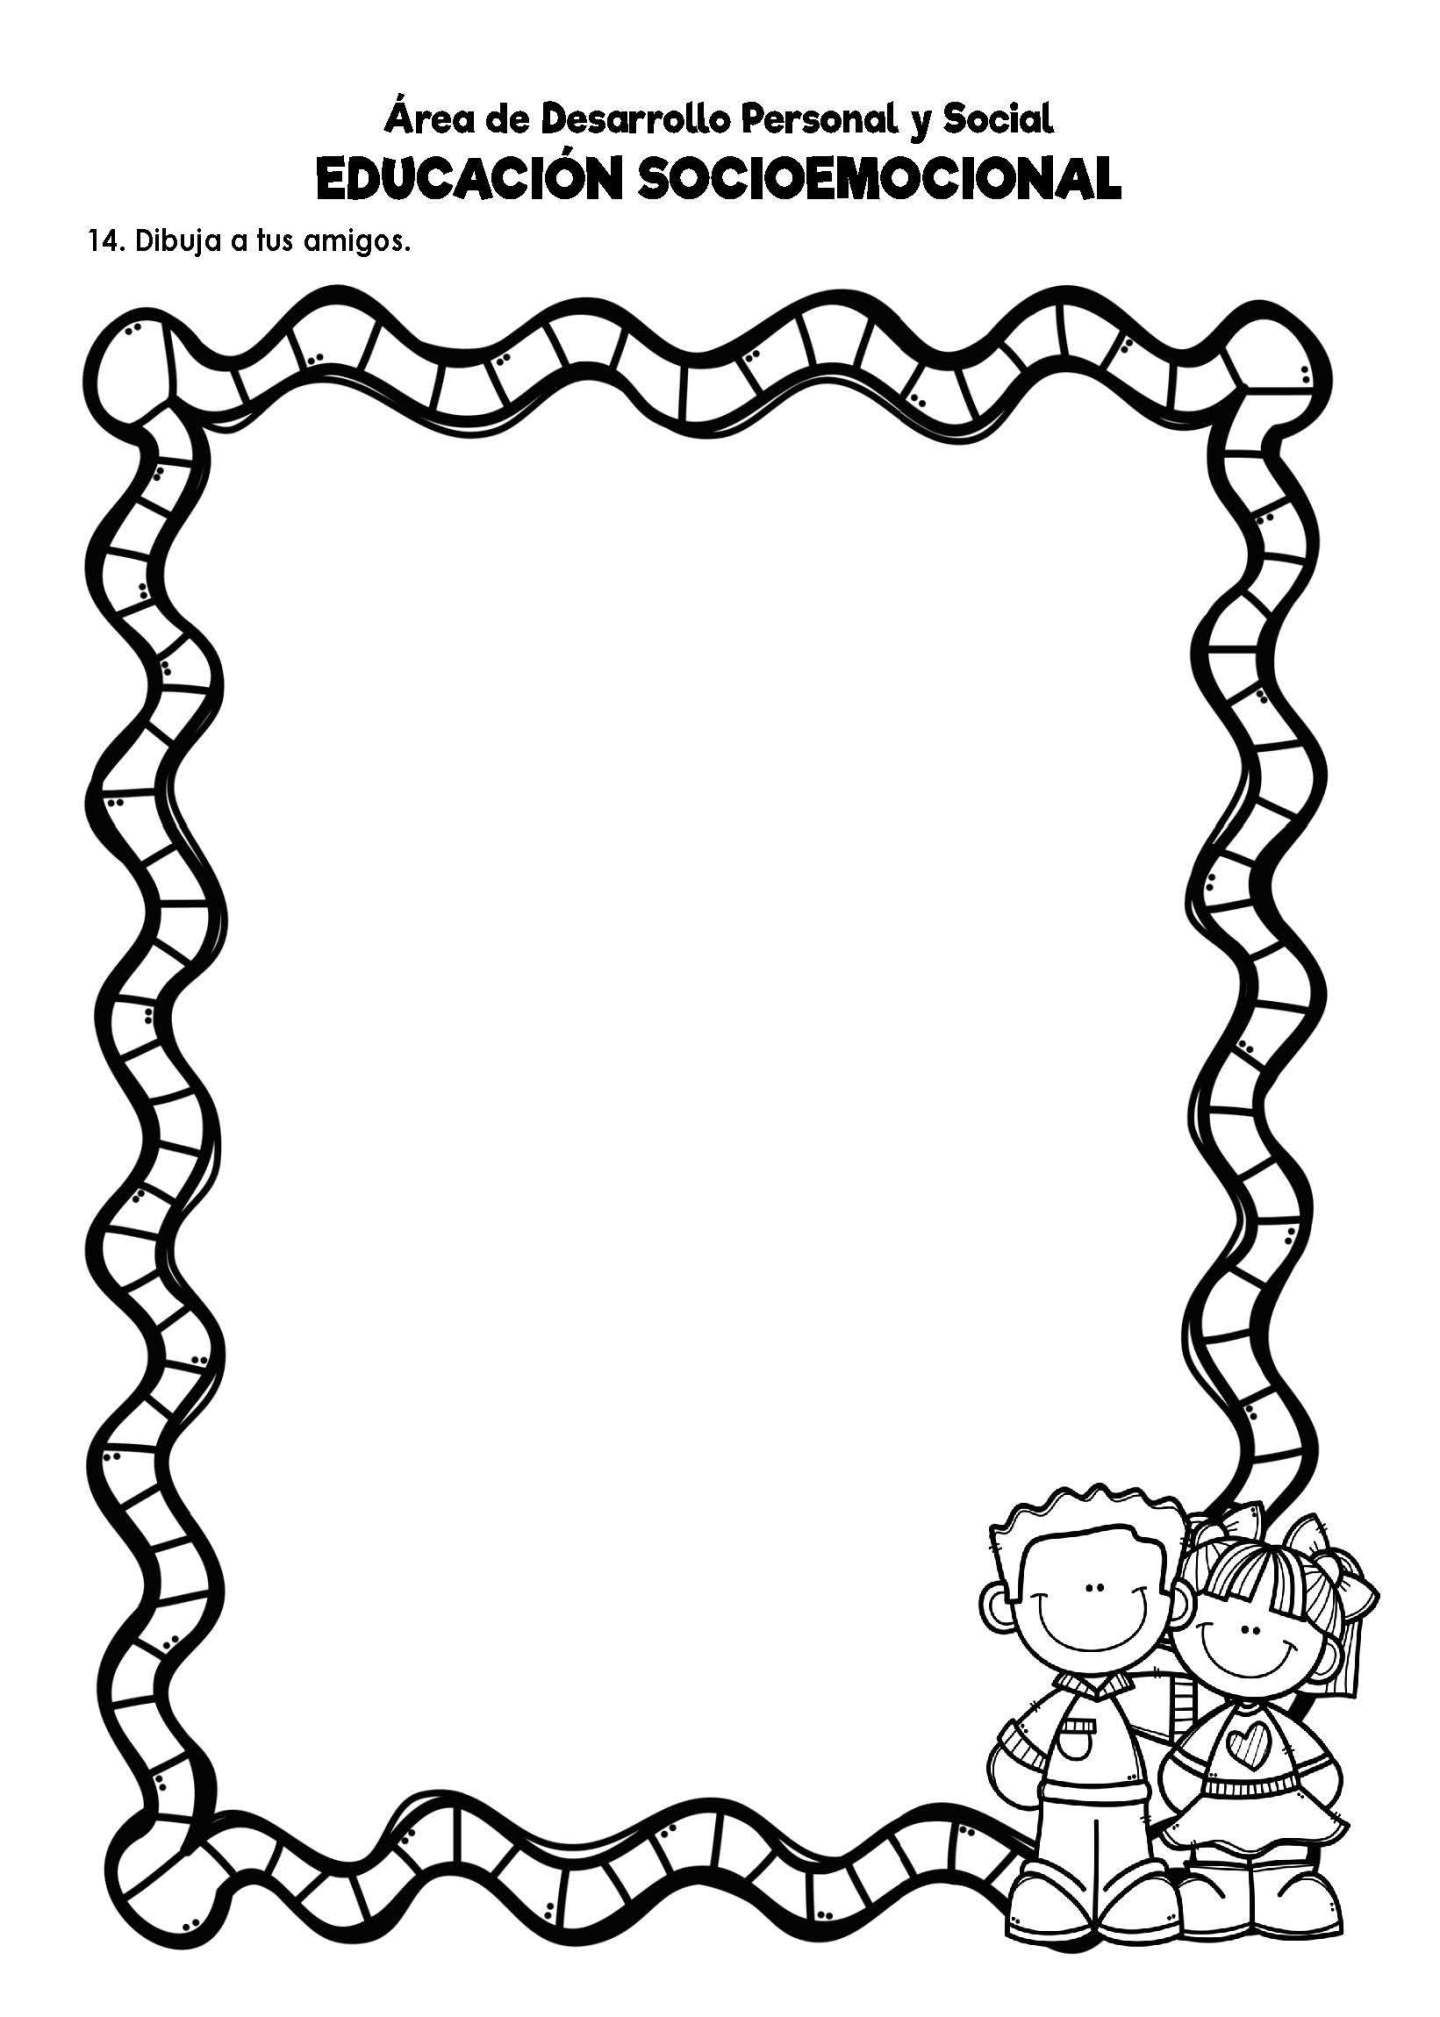 Área de Desarrollo Personal y Social
EDUCACIÓN SOCIOEMOCIONAL
14. Dibuja a tus amigos.